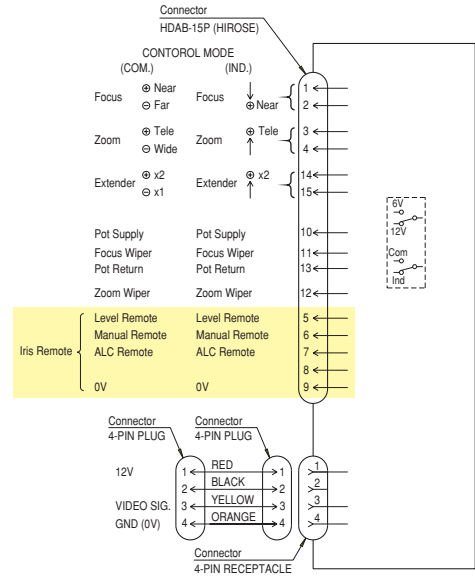 Connector
HDAB-15P (HIROSE)
CONTOROL MODE
(COM.) (IND.)
Focus ⊕ Near Focus ↓ 1
⊖ Far ⊕ Near 2
Zoom ⊕ Tele Zoom ⊕ Tele 3
⊖ Wide ↑ 4
Extender ⊕ x2 Extender ⊕ x2 14
⊖ x1 ↑ 15
6V
12V
Com
Ind
Pot Supply Pot Supply 10
Focus Wiper Focus Wiper 11
Pot Return Pot Return 13
Zoom Wiper Zoom Wiper 12
Level Remote Level Remote 5
Manual Remote Manual Remote 6
Iris Remote ALC Remote ALC Remote 7
8
0V 0V 9
Connector Connector
4-PIN PLUG 4-PIN PLUG
12V 1 RED 1 1
2 BLACK 2 2
VIDEO SIG. 3 YELLOW 3 3
GND (0V) 4 ORANGE 4 4
Connector
4-PIN RECEPTACLE